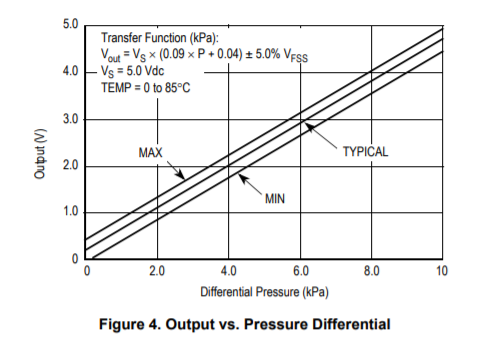 Transfer Function (kPa):
Vout = VS × (0.09 × P + 0.04) ± 5.0% VFSS
VS = 5.0 Vdc
TEMP = 0 to 85°C
5.0
4.0
3.0
2.0
1.0
0
Output (V)
MAX
TYPICAL
MIN
0 2.0 4.0 6.0 8.0 10
Differential Pressure (kPa)
Figure 4. Output vs. Pressure Differential